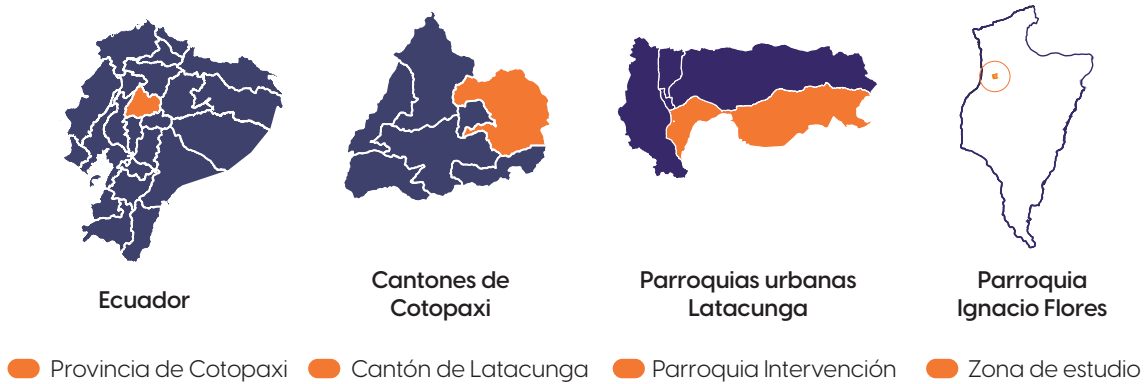 Ecuador
Cantones de
Cotopaxi
Parroquias urbanas
Latacunga
Parroquia
Ignacio Flores
Provincia de Cotopaxi
Cantón de Latacunga
Parroquia Intervención
Zona de estudio